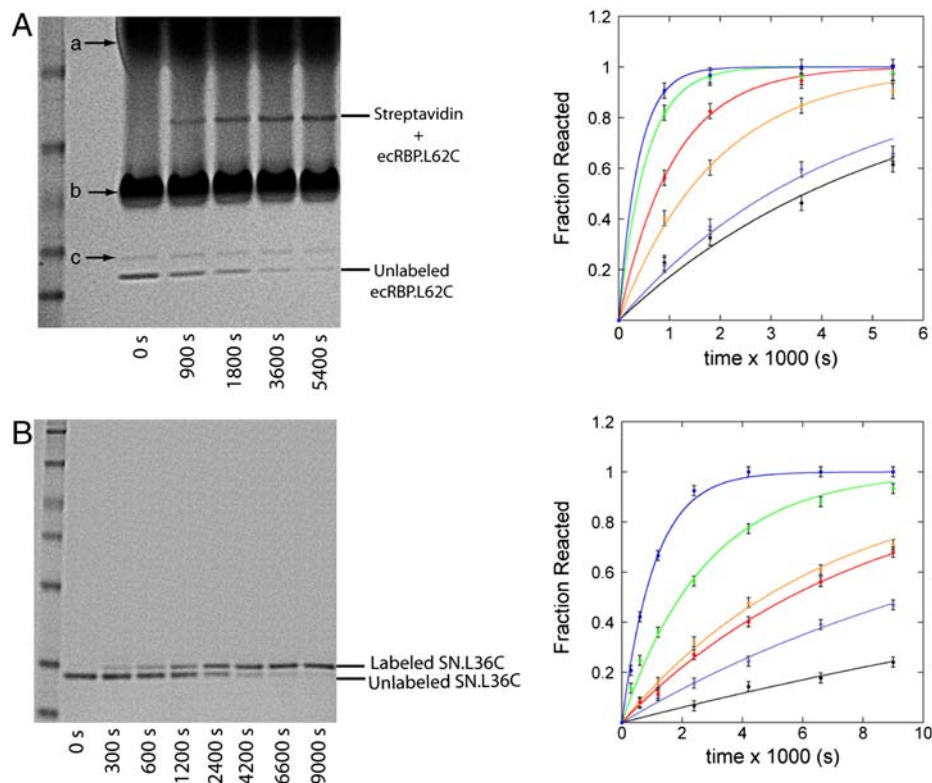 A
a
b
c
Streptavidin
+
ecRBP.L62C
Unlabeled
ecRBP.L62C
0 s
900 s
1800 s
3600 s
5400 s
Fraction Reacted
1.2
1
0.8
0.6
0.4
0.2
0 1 2 3 4 5 6
time x 1000 (s)
B
Labeled SN.L36C
Unlabeled SN.L36C
0 s
300 s
600 s
1200 s
2400 s
4200 s
6600 s
9000 s
Fraction Reacted
1.2
1
0.8
0.6
0.4
0.2
0 2 4 6 8 10
time x 1000 (s)